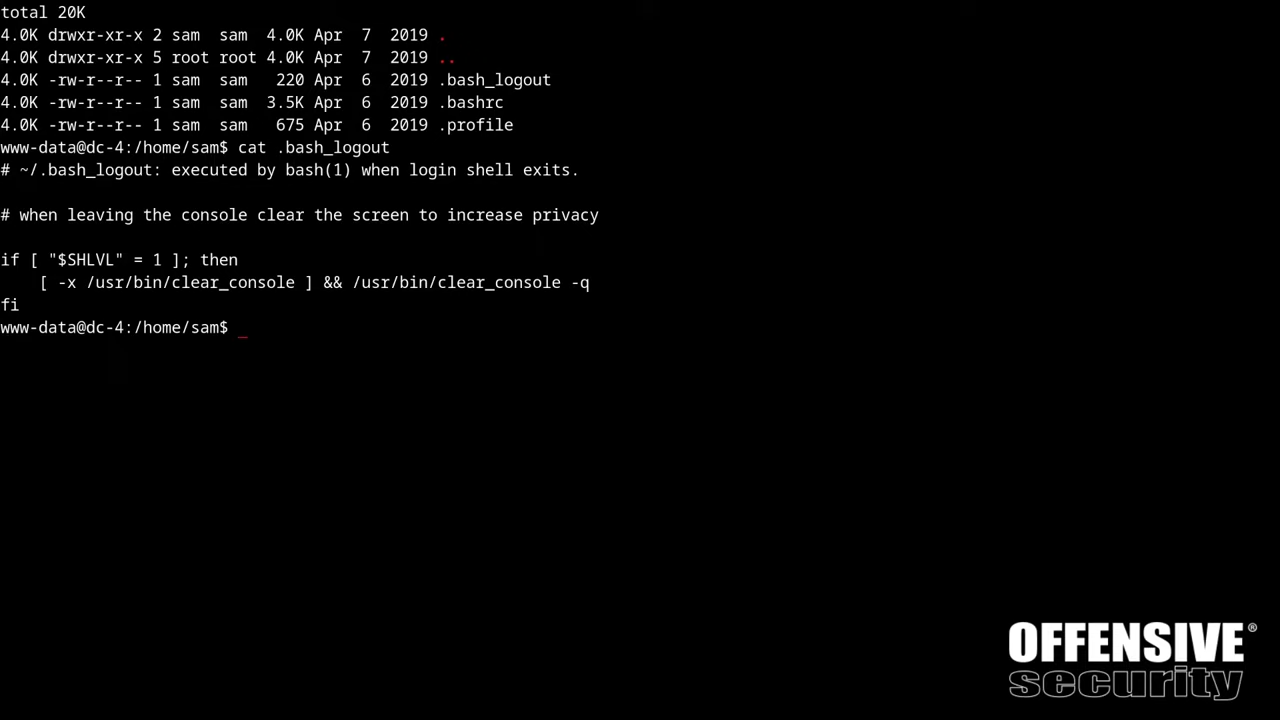 total 20K
4.0K drwxr-xr-x 2 sam  sam  4.0K Apr  7  2019 .
4.0K drwxr-xr-x 5 root root 4.0K Apr  7  2019 ..
4.0K -rw-r--r-- 1 sam  sam   220 Apr  6  2019 .bash_logout
4.0K -rw-r--r-- 1 sam  sam  3.5K Apr  6  2019 .bashrc
4.0K -rw-r--r-- 1 sam  sam   675 Apr  6  2019 .profile
www-data@dc-4:/home/sam$ cat .bash_logout
# ~/.bash_logout: executed by bash(1) when login shell exits.
# when leaving the console clear the screen to increase privacy
if [ "$SHLVL" = 1 ]; then
    [ -x /usr/bin/clear_console ] && /usr/bin/clear_console -q
fi
www-data@dc-4:/home/sam$ _
OFFENSIVE®
security